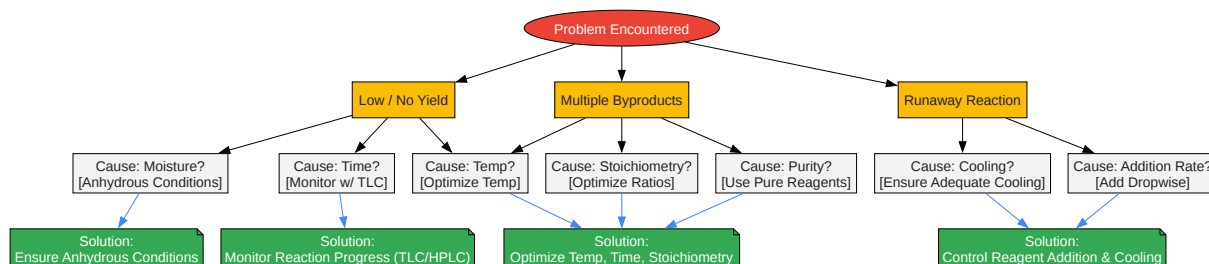 Problem Encountered
Low / No Yield
Multiple Byproducts
Runaway Reaction
Cause: Moisture?
[Anhydrous Conditions]
Cause: Time?
[Monitor w/ TLC]
Cause: Temp?
[Optimize Temp]
Cause: Stoichiometry?
[Optimize Ratios]
Cause: Purity?
[Use Pure Reagents]
Cause: Cooling?
[Ensure Adequate Cooling]
Cause: Addition Rate?
[Add Dropwise]
Solution:
Ensure Anhydrous Conditions
Solution:
Monitor Reaction Progress (TLC/HPLC)
Solution:
Optimize Temp, Time, Stoichiometry
Solution:
Control Reagent Addition & Cooling